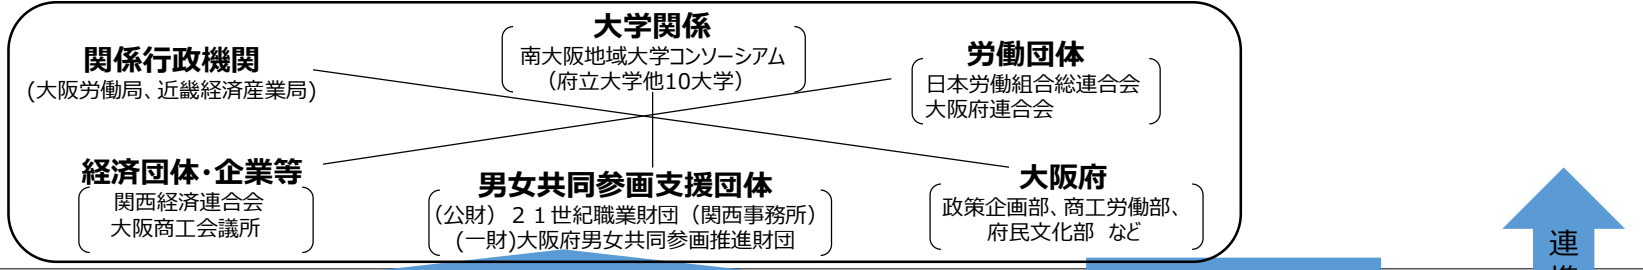 大学関係
南大阪地域大学コンソーシアム
（府立大学他10大学）
関係行政機関
(大阪労働局、近畿経済産業局)
労働団体
日本労働組合総連合会
大阪府連合会
経済団体・企業等
関西経済連合会
大阪商工会議所
男女共同参画支援団体
（公財）２１世紀職業財団（関西事務所）
(一財)大阪府男女共同参画推進財団
大阪府
政策企画部、商工労働部、
府民文化部 など
連